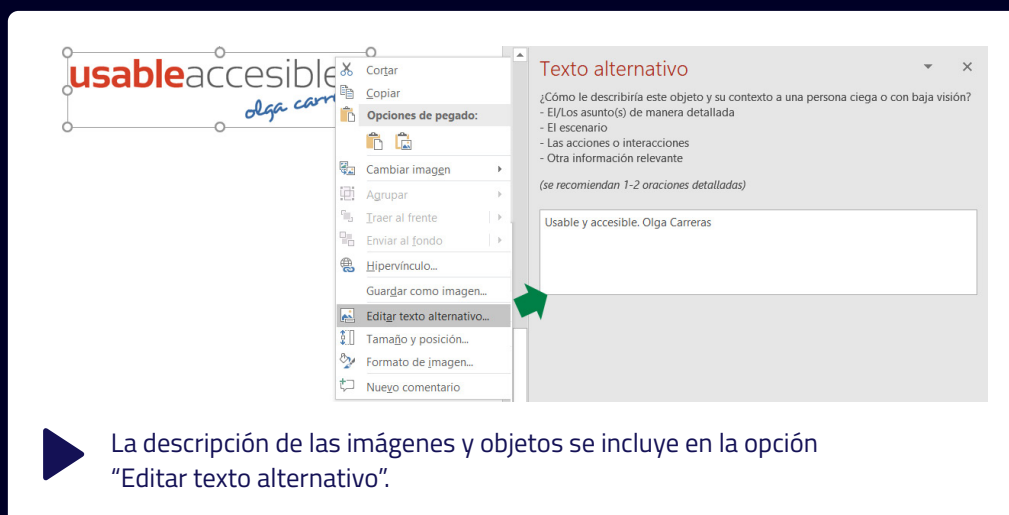 usableaccesible
olga carr
Cortar
Copiar
Opciones de pegado:
Cambiar imagen
Agrupar
Traer al frente
Enviar al fondo
Hipervínculo...
Guardar como imagen...
Editar texto alternativo...
Tamaño y posición...
Formato de imagen...
Nuevo comentario
Texto alternativo
¿Cómo le describiría este objeto y su contexto a una persona ciega o con baja visión?
- El/Los asunto(s) de manera detallada
- El escenario
- Las acciones o interacciones
- Otra información relevante
(se recomiendan 1-2 oraciones detalladas)
Usable y accesible. Olga Carreras
La descripción de las imágenes y objetos se incluye en la opción
“Editar texto alternativo”.